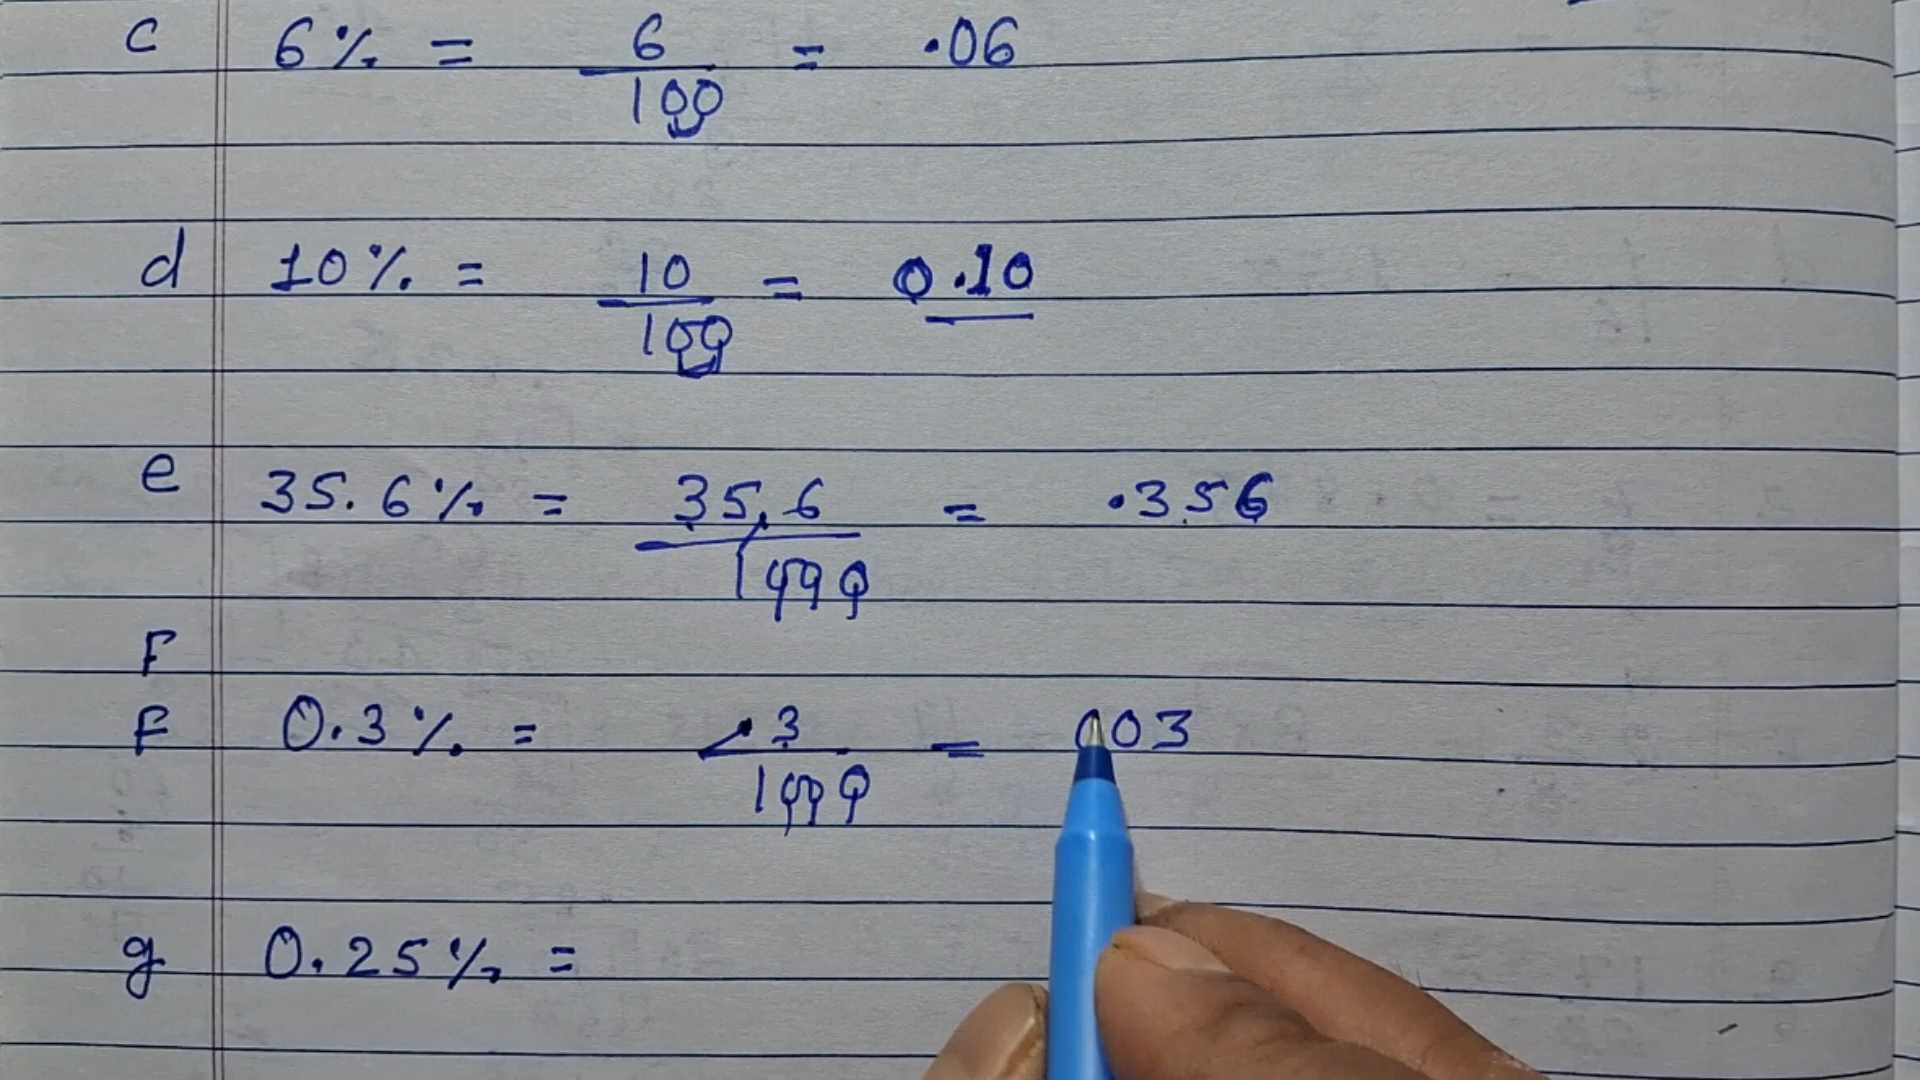 c 6% = 6/100 = .06
d 10% = 10/100 = 0.10
e 35.6% = 35.6/1000 = .356
F
F 0.3% = 3/1000 = 003
g 0.25% =